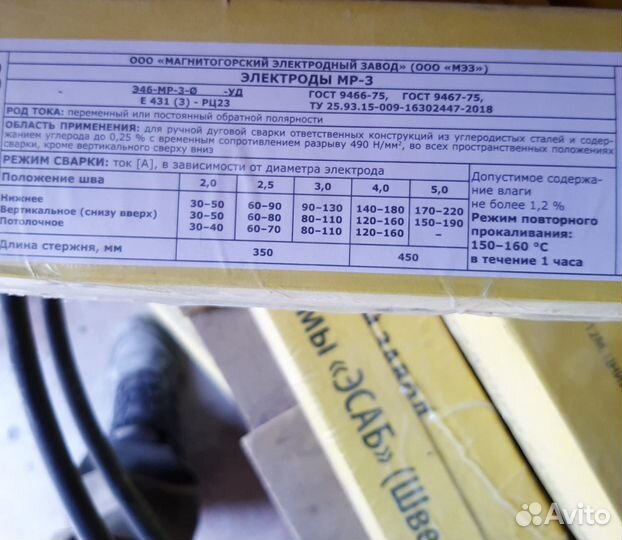 ООО «МАГНИТОГОРСКИЙ ЭЛЕКТРОДНЫЙ ЗАВОД» (ООО «МЭЗ»)
ЭЛЕКТРОДЫ МР-3
Э46-МР-3-Ø -УД ГОСТ 9466-75, ГОСТ 9467-75,
Е 431 (3) - РЦ23 ТУ 25.93.15-009-16302447-2018
РОД ТОКА: переменный или постоянный обратной полярности
ОБЛАСТЬ ПРИМЕНЕНИЯ: для ручной дуговой сварки ответственных конструкций из углеродистых сталей и содер-
жанием углерода до 0,25 % с временным сопротивлением разрыву 490 Н/мм², во всех пространственных положениях
сварки, кроме вертикального сверху вниз
РЕЖИМ СВАРКИ: ток [А], в зависимости от диаметра электрода
Положение шва 2,0 2,5 3,0 4,0 5,0
Нижнее 30-50 60-90 90-130 140-180 170-220
Вертикальное (снизу вверх) 30-50 60-80 80-110 120-160 150-190
Потолочное 30-40 60-70 80-110 120-160 –
Длина стержня, мм 350 450
Допустимое содержа-
ние влаги
не более 1,2 %
Режим повторного
прокаливания:
150-160 °С
в течение 1 часа
ЗАВОД
МЫ «ЭСАБ» (Шве
Avito